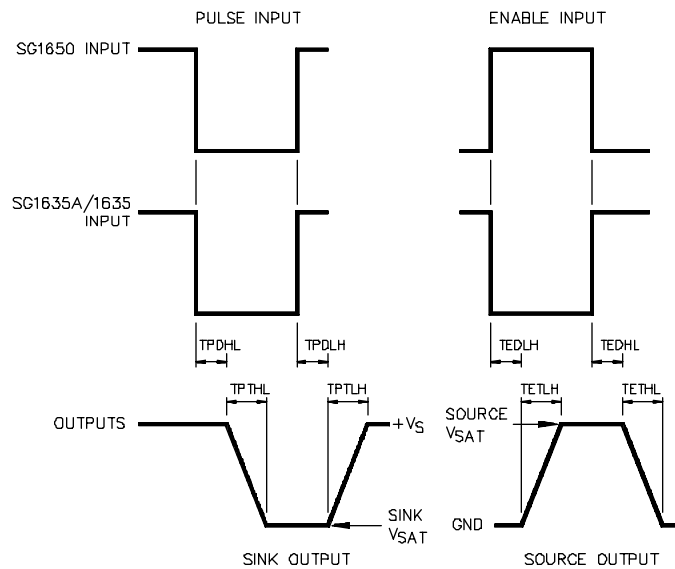 PULSE INPUT
ENABLE INPUT
SG1650 INPUT
SG1635A/1635
INPUT
TPDHL
TPDLH
TEDLH
TEDHL
TPTHL
TPTLH
TETLH
TETHL
OUTPUTS
+VS
SOURCE
VSAT
SINK
VSAT
GND
SINK OUTPUT
SOURCE OUTPUT